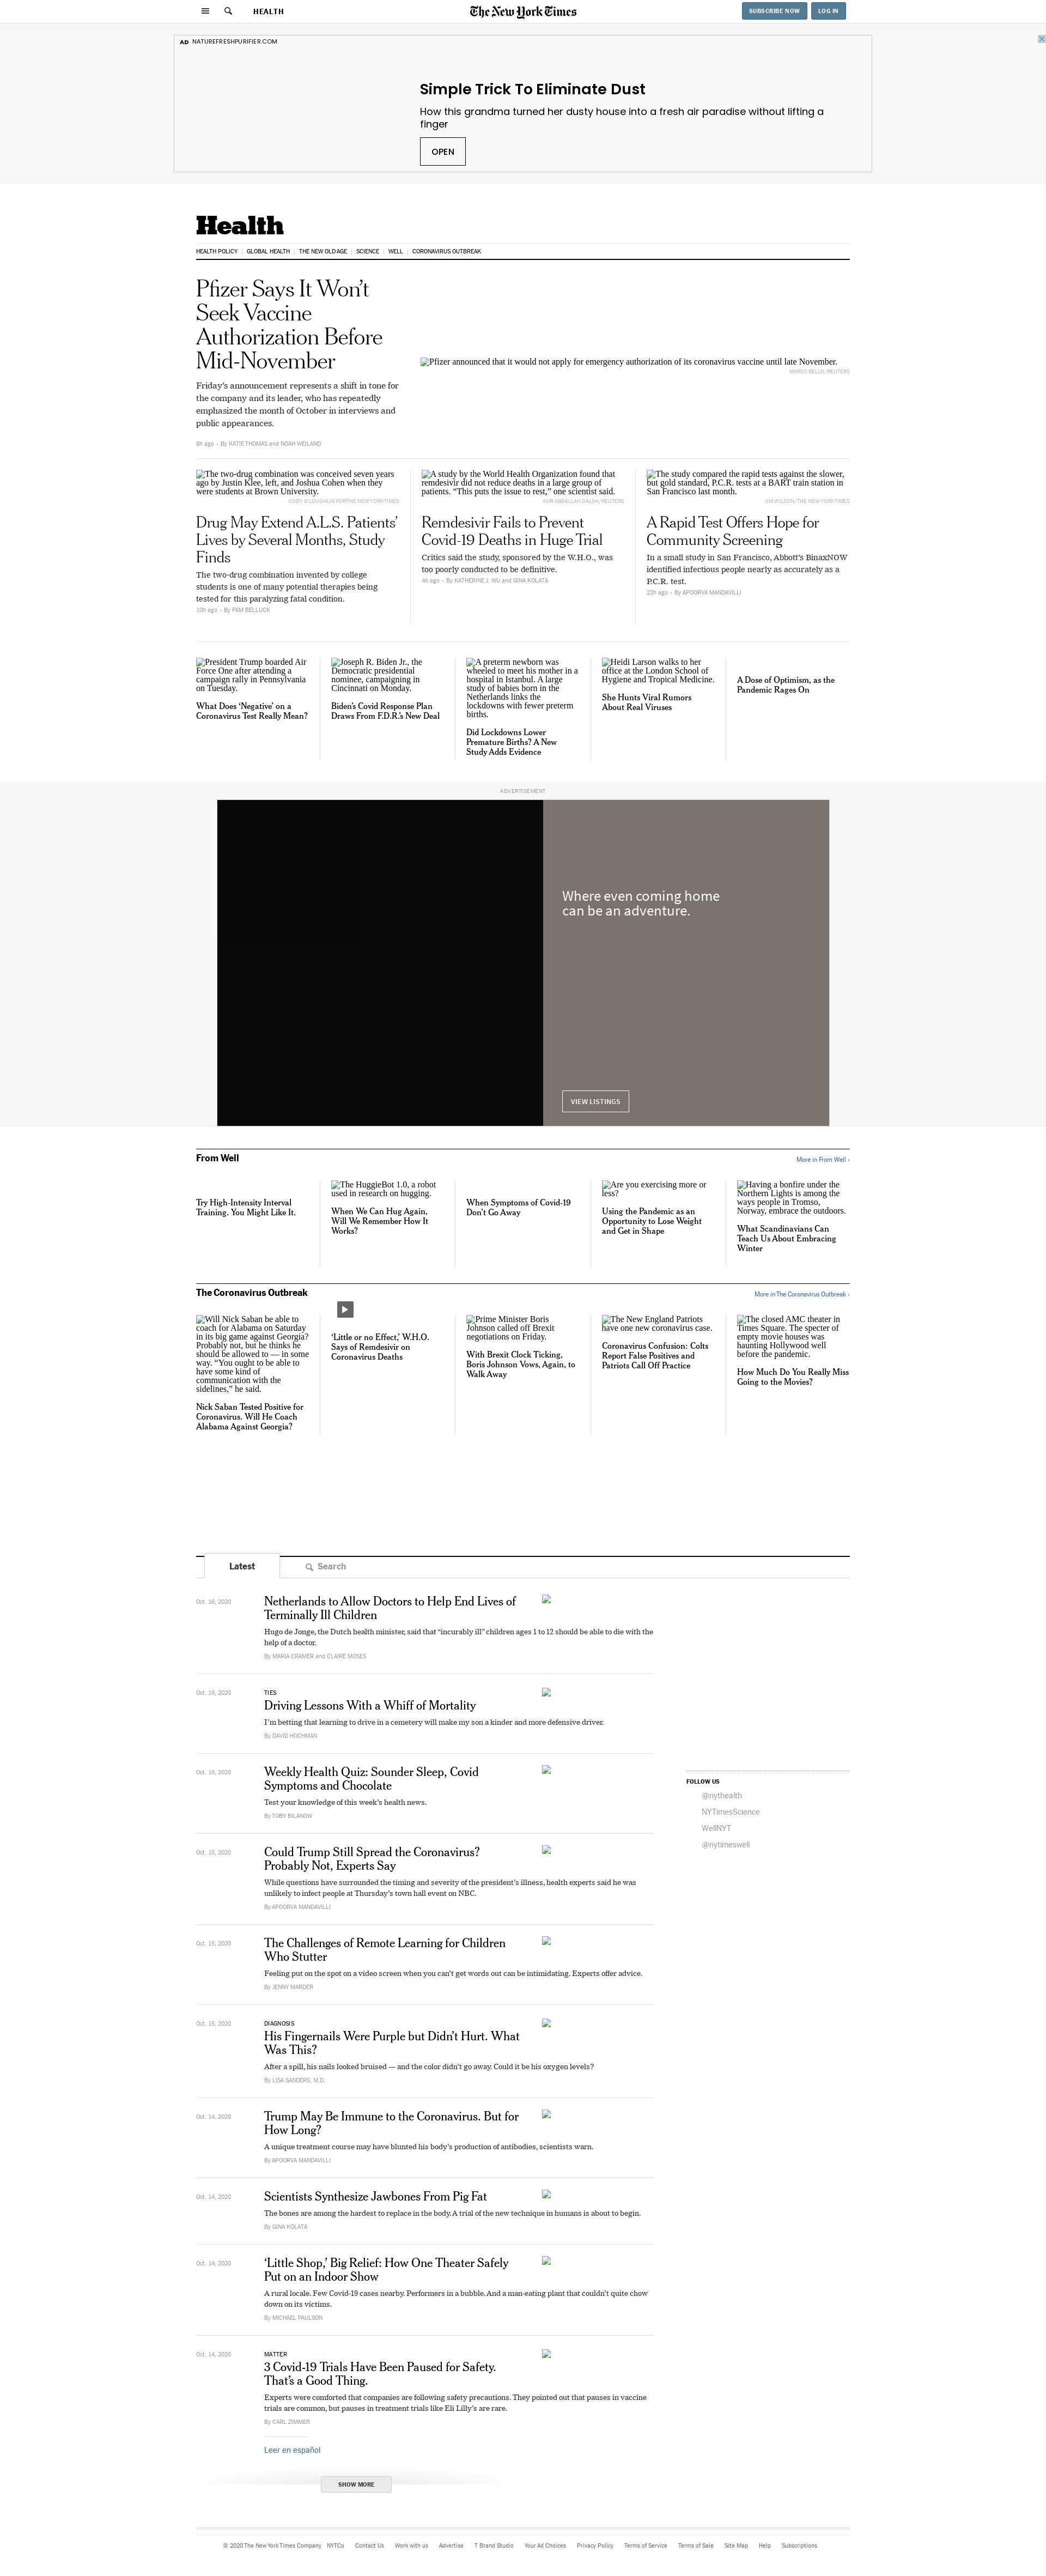 HEALTH
The New York Times
SUBSCRIBE NOW
LOG IN
AD NATUREFRESHPURIFIER.COM
Simple Trick To Eliminate Dust
How this grandma turned her dusty house into a fresh air paradise without lifting a
finger
OPEN
Health
HEALTH POLICY | GLOBAL HEALTH | THE NEW OLD AGE | SCIENCE | WELL | CORONAVIRUS OUTBREAK
Pfizer Says It Won’t
Seek Vaccine
Authorization Before
Mid-November
Friday’s announcement represents a shift in tone for
the company and its leader, who has repeatedly
emphasized the month of October in interviews and
public appearances.
8h ago • By KATIE THOMAS and NOAH WEILAND
Pfizer announced that it would not apply for emergency authorization of its coronavirus vaccine until late November.
MARCO BELLO/REUTERS
The two-drug combination was conceived seven years
ago by Justin Klee, left, and Joshua Cohen when they
were students at Brown University.
CODY O'LOUGHLIN FOR THE NEW YORK TIMES
Drug May Extend A.L.S. Patients’
Lives by Several Months, Study
Finds
The two-drug combination invented by college
students is one of many potential therapies being
tested for this paralyzing fatal condition.
10h ago • By PAM BELLUCK
A study by the World Health Organization found that
remdesivir did not reduce deaths in a large group of
patients. “This puts the issue to rest,” one scientist said.
AMR ABDALLAH DALSH/REUTERS
Remdesivir Fails to Prevent
Covid-19 Deaths in Huge Trial
Critics said the study, sponsored by the W.H.O., was
too poorly conducted to be definitive.
4h ago • By KATHERINE J. WU and GINA KOLATA
The study compared the rapid tests against the slower,
but gold standard, P.C.R. tests at a BART train station in
San Francisco last month.
JIM WILSON/THE NEW YORK TIMES
A Rapid Test Offers Hope for
Community Screening
In a small study in San Francisco, Abbott’s BinaxNOW
identified infectious people nearly as accurately as a
P.C.R. test.
22h ago • By APOORVA MANDAVILLI
President Trump boarded Air
Force One after attending a
campaign rally in Pennsylvania
on Tuesday.
What Does ‘Negative’ on a
Coronavirus Test Really Mean?
Joseph R. Biden Jr., the
Democratic presidential
nominee, campaigning in
Cincinnati on Monday.
Biden’s Covid Response Plan
Draws From F.D.R.’s New Deal
A preterm newborn was
wheeled to meet his mother in a
hospital in Istanbul. A large
study of babies born in the
Netherlands links the
lockdowns with fewer preterm
births.
Did Lockdowns Lower
Premature Births? A New
Study Adds Evidence
Heidi Larson walks to her
office at the London School of
Hygiene and Tropical Medicine.
She Hunts Viral Rumors
About Real Viruses
A Dose of Optimism, as the
Pandemic Rages On
ADVERTISEMENT
Where even coming home
can be an adventure.
VIEW LISTINGS
From Well
More in From Well ›
Try High-Intensity Interval
Training. You Might Like It.
The HuggieBot 1.0, a robot
used in research on hugging.
When We Can Hug Again,
Will We Remember How It
Works?
When Symptoms of Covid-19
Don’t Go Away
Are you exercising more or
less?
Using the Pandemic as an
Opportunity to Lose Weight
and Get in Shape
Having a bonfire under the
Northern Lights is among the
ways people in Tromso,
Norway, embrace the outdoors.
What Scandinavians Can
Teach Us About Embracing
Winter
The Coronavirus Outbreak
More in The Coronavirus Outbreak ›
Will Nick Saban be able to
coach for Alabama on Saturday
in its big game against Georgia?
Probably not, but he thinks he
should be allowed to — in some
way. “You ought to be able to
have some kind of
communication with the
sidelines,” he said.
Nick Saban Tested Positive for
Coronavirus. Will He Coach
Alabama Against Georgia?
‘Little or no Effect,’ W.H.O.
Says of Remdesivir on
Coronavirus Deaths
Prime Minister Boris
Johnson called off Brexit
negotiations on Friday.
With Brexit Clock Ticking,
Boris Johnson Vows, Again, to
Walk Away
The New England Patriots
have one new coronavirus case.
Coronavirus Confusion: Colts
Report False Positives and
Patriots Call Off Practice
The closed AMC theater in
Times Square. The specter of
empty movie houses was
haunting Hollywood well
before the pandemic.
How Much Do You Really Miss
Going to the Movies?
Latest
Search
Oct. 16, 2020
Netherlands to Allow Doctors to Help End Lives of
Terminally Ill Children
Hugo de Jonge, the Dutch health minister, said that “incurably ill” children ages 1 to 12 should be able to die with the
help of a doctor.
By MARIA CRAMER and CLAIRE MOSES
Oct. 16, 2020
TIES
Driving Lessons With a Whiff of Mortality
I’m betting that learning to drive in a cemetery will make my son a kinder and more defensive driver.
By DAVID HOCHMAN
Oct. 16, 2020
Weekly Health Quiz: Sounder Sleep, Covid
Symptoms and Chocolate
Test your knowledge of this week’s health news.
By TOBY BILANOW
Oct. 15, 2020
Could Trump Still Spread the Coronavirus?
Probably Not, Experts Say
While questions have surrounded the timing and severity of the president’s illness, health experts said he was
unlikely to infect people at Thursday’s town hall event on NBC.
By APOORVA MANDAVILLI
Oct. 15, 2020
The Challenges of Remote Learning for Children
Who Stutter
Feeling put on the spot on a video screen when you can’t get words out can be intimidating. Experts offer advice.
By JENNY MARDER
Oct. 15, 2020
DIAGNOSIS
His Fingernails Were Purple but Didn’t Hurt. What
Was This?
After a spill, his nails looked bruised — and the color didn’t go away. Could it be his oxygen levels?
By LISA SANDERS, M.D.
Oct. 14, 2020
Trump May Be Immune to the Coronavirus. But for
How Long?
A unique treatment course may have blunted his body’s production of antibodies, scientists warn.
By APOORVA MANDAVILLI
Oct. 14, 2020
Scientists Synthesize Jawbones From Pig Fat
The bones are among the hardest to replace in the body. A trial of the new technique in humans is about to begin.
By GINA KOLATA
Oct. 14, 2020
‘Little Shop,’ Big Relief: How One Theater Safely
Put on an Indoor Show
A rural locale. Few Covid-19 cases nearby. Performers in a bubble. And a man-eating plant that couldn’t quite chow
down on its victims.
By MICHAEL PAULSON
Oct. 14, 2020
MATTER
3 Covid-19 Trials Have Been Paused for Safety.
That’s a Good Thing.
Experts were comforted that companies are following safety precautions. They pointed out that pauses in vaccine
trials are common, but pauses in treatment trials like Eli Lilly’s are rare.
By CARL ZIMMER
Leer en español
SHOW MORE
FOLLOW US
@nythealth
NYTimesScience
WellNYT
@nytimeswell
© 2020 The New York Times Company NYTCo Contact Us Work with us Advertise T Brand Studio Your Ad Choices Privacy Policy Terms of Service Terms of Sale Site Map Help Subscriptions